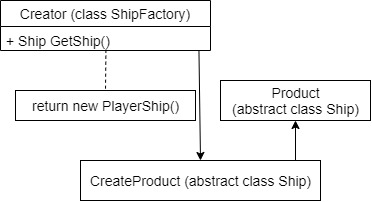 Creator (class ShipFactory)
+ Ship GetShip()
return new PlayerShip()
Product
(abstract class Ship)
CreateProduct (abstract class Ship)